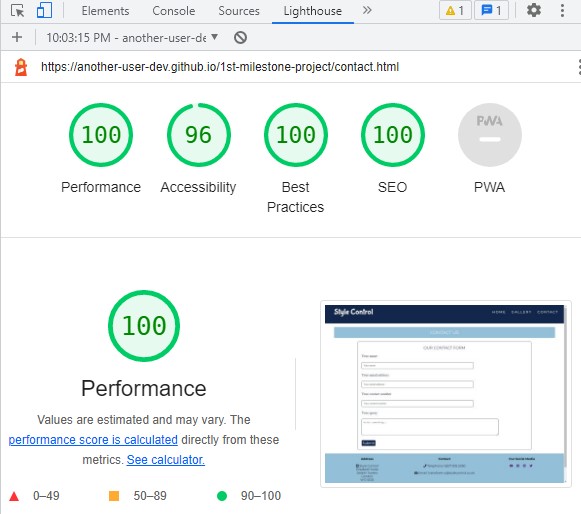 Elements Console Sources Lighthouse » 1 1
10:03:15 PM - another-user-de
https://another-user-dev.github.io/1st-milestone-project/contact.html
100 96 100 100 PWA
Performance Accessibility Best Practices SEO PWA
100
Performance
Values are estimated and may vary. The
performance score is calculated directly from these
metrics. See calculator.
0–49 50–89 90–100
Style Control HOME GALLERY CONTACT
CONTACT US
OUR CONTACT FORM